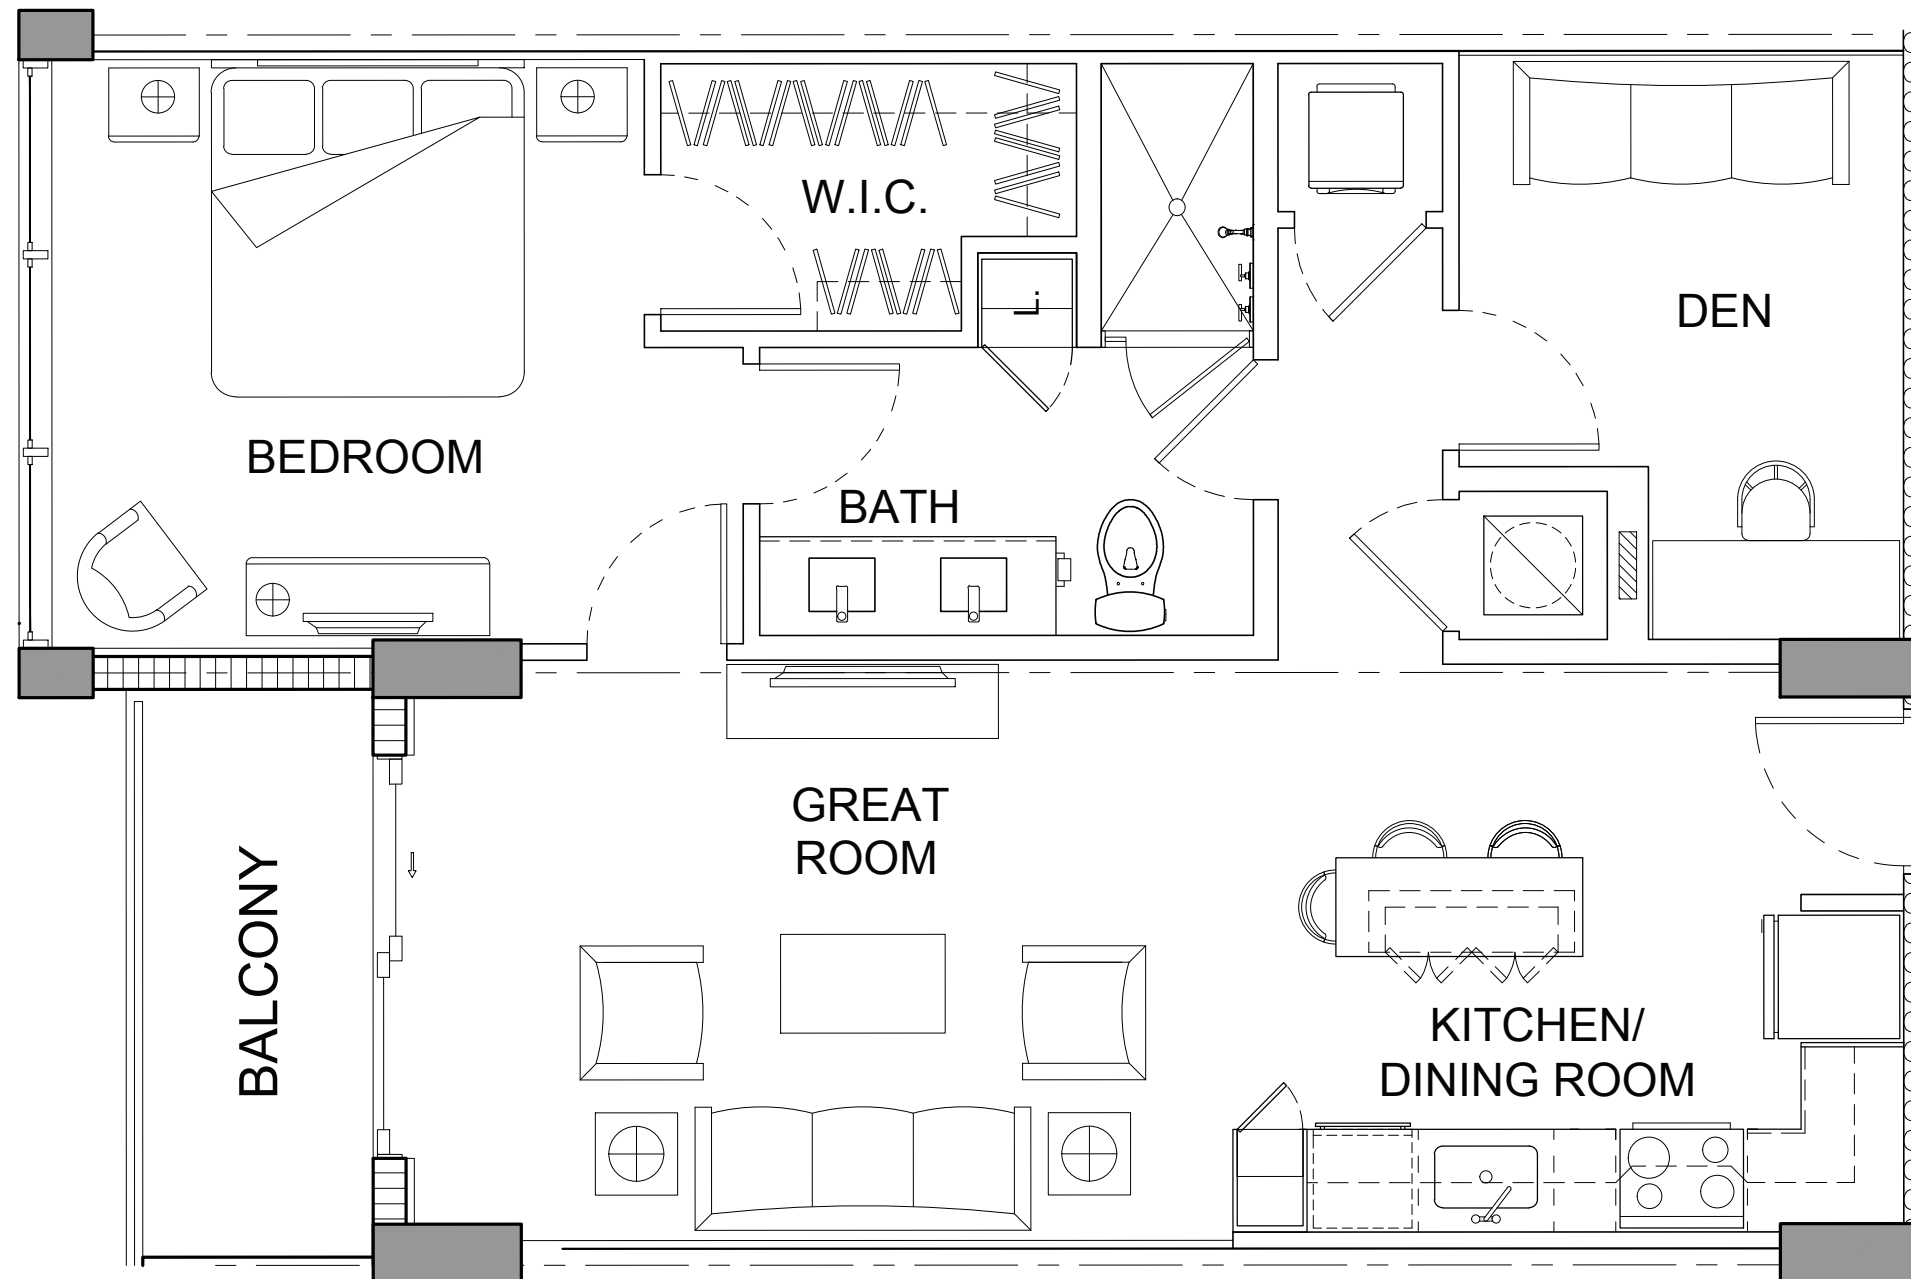 W.I.C.
L.
DEN
BEDROOM
BATH
GREAT
ROOM
BALCONY
KITCHEN/
DINING ROOM